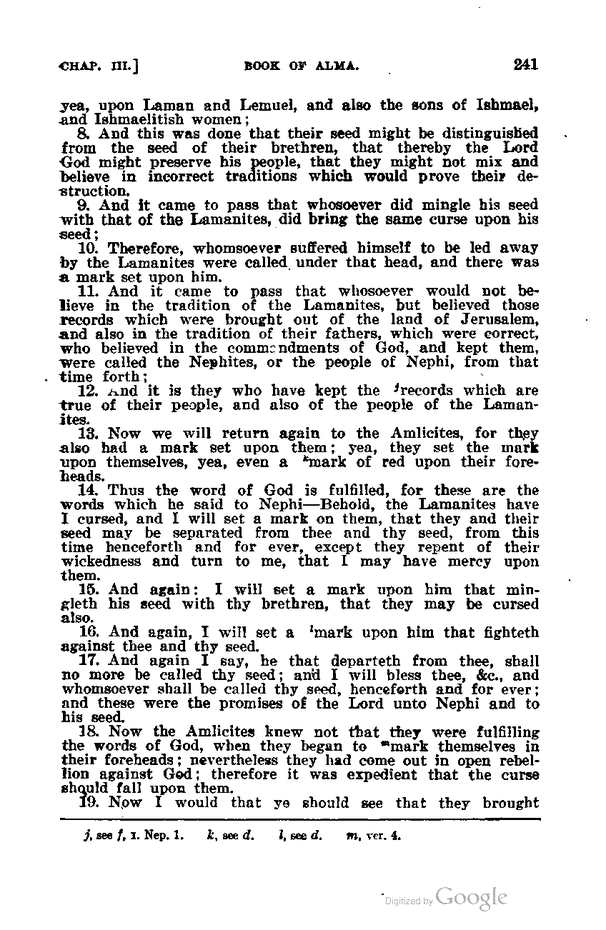 CHAP. III.] BOOK OF ALMA. 241
yea, upon Laman and Lemuel, and also the sons of Ishmael,
and Ishmaelitish women;
8. And this was done that their seed might be distinguished
from the seed of their brethren, that thereby the Lord
God might preserve his people, that they might not mix and
believe in incorrect traditions which would prove their de-
struction.
9. And it came to pass that whosoever did mingle his seed
with that of the Lamanites, did bring the same curse upon his
seed;
10. Therefore, whomsoever suffered himself to be led away
by the Lamanites were called under that head, and there was
a mark set upon him.
11. And it came to pass that whosoever would not be-
lieve in the tradition of the Lamanites, but believed those
records which were brought out of the land of Jerusalem,
and also in the tradition of their fathers, which were correct,
who believed in the commandments of God, and kept them,
were called the Nephites, or the people of Nephi, from that
time forth;
12. And it is they who have kept the jrecords which are
true of their people, and also of the people of the Laman-
ites.
13. Now we will return again to the Amlicites, for they
also had a mark set upon them; yea, they set the mark
upon themselves, yea, even a kmark of red upon their fore-
heads.
14. Thus the word of God is fulfilled, for these are the
words which he said to Nephi—Behold, the Lamanites have
I cursed, and I will set a mark on them, that they and their
seed may be separated from thee and thy seed, from this
time henceforth and for ever, except they repent of their
wickedness and turn to me, that I may have mercy upon
them.
15. And again: I will set a mark upon him that min-
gleth his seed with thy brethren, that they may be cursed
also.
16. And again, I will set a lmark upon him that fighteth
against thee and thy seed.
17. And again I say, he that departeth from thee, shall
no more be called thy seed; and I will bless thee, &c., and
whomsoever shall be called thy seed, henceforth and for ever;
and these were the promises of the Lord unto Nephi and to
his seed.
18. Now the Amlicites knew not that they were fulfilling
the words of God, when they began to mmark themselves in
their foreheads; nevertheless they had come out in open rebel-
lion against God; therefore it was expedient that the curse
should fall upon them.
19. Now I would that ye should see that they brought
j, see f, 1. Nep. 1. k, see d. l, see d. m, ver. 4.
Digitized by Google